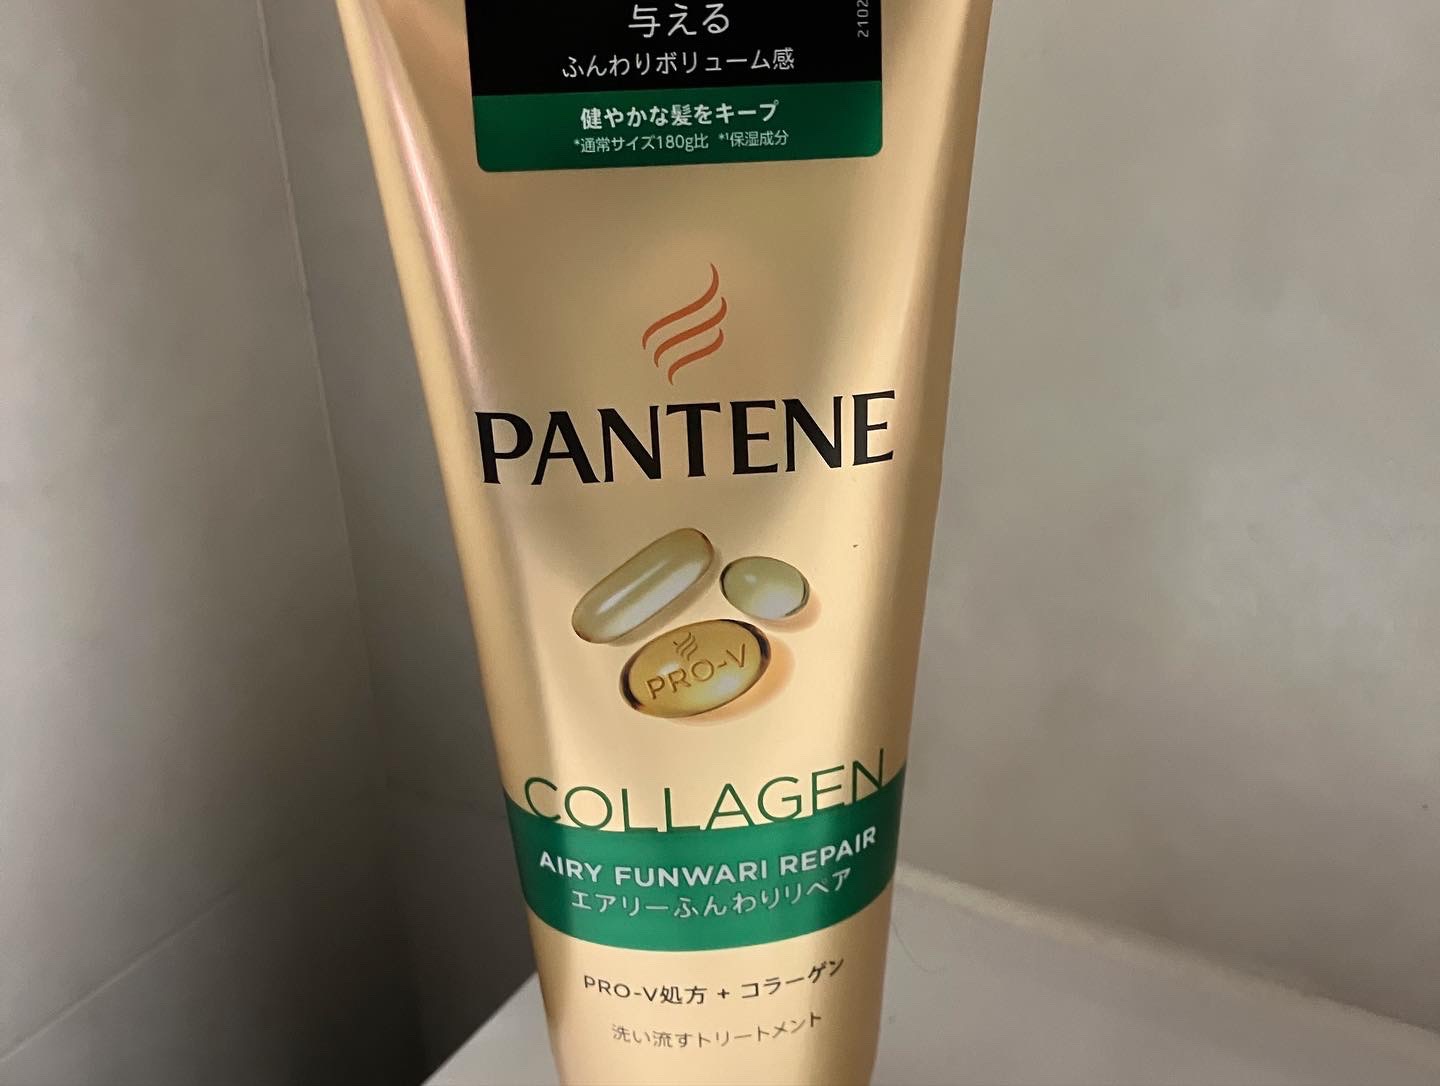 与える
2102
ふんわりボリューム感
健やかな髪をキープ
*通常サイズ180g比 *¹保湿成分
PANTENE
PRO-V
COLLAGEN
AIRY FUNWARI REPAIR
エアリーふんわりリペア
PRO-V処方 + コラーゲン
洗い流すトリートメント